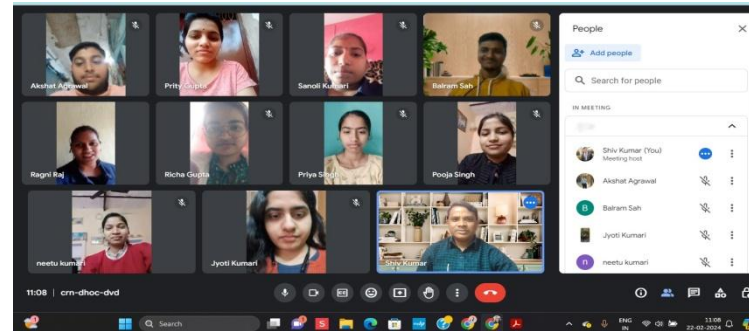 People
Add people
Search for people
IN MEETING
Shiv Kumar (You)
Meeting host
Akshat Agrawal
Balram Sah
Jyoti Kumari
neetu kumari
Akshat Agrawal
Prity Gupta
Sanoli Kumari
Balram Sah
Ragni Raj
Richa Gupta
Priya Singh
Pooja Singh
neetu kumari
Jyoti Kumari
Shiv Kumar
11:08 | crn-dhoc-dvd
Search
ENG
IN
11:08
22-02-2024